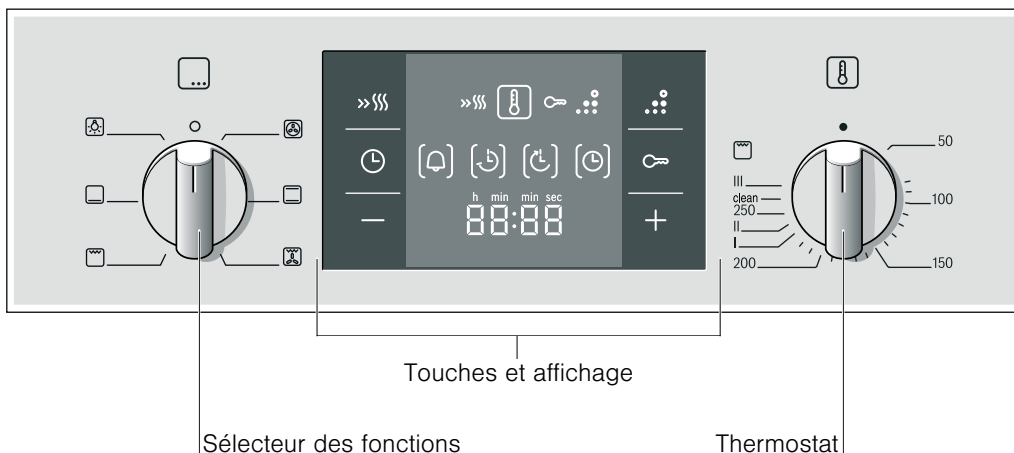 h min min sec
88:88
50
100
150
III
clean
250
II
I
200
Touches et affichage
Sélecteur des fonctions
Thermostat